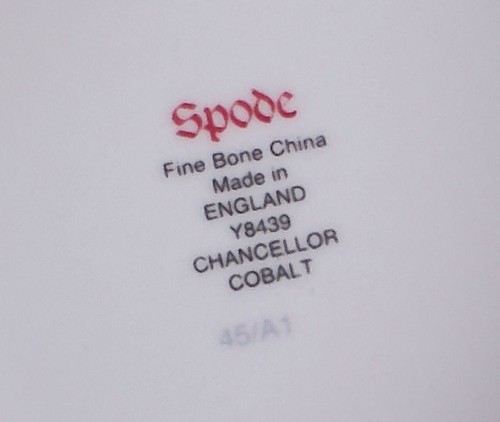 Spode
Fine Bone China
Made in
ENGLAND
Y8439
CHANCELLOR
COBALT
45/A1